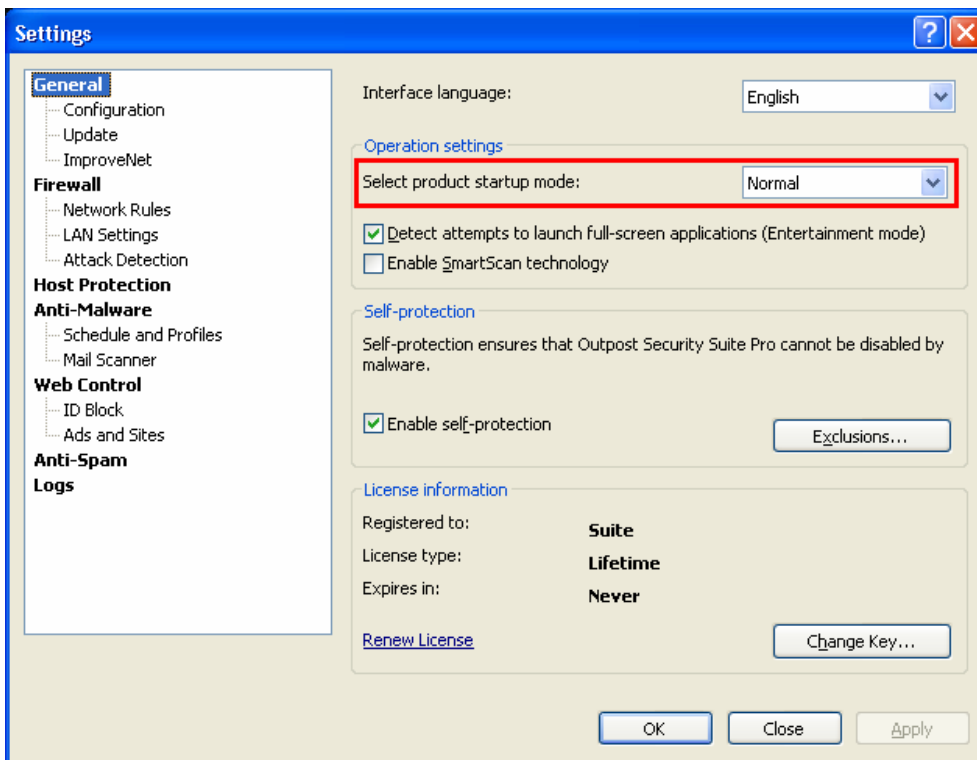 Settings
General
Configuration
Update
ImproveNet
Firewall
Network Rules
LAN Settings
Attack Detection
Host Protection
Anti-Malware
Schedule and Profiles
Mail Scanner
Web Control
ID Block
Ads and Sites
Anti-Spam
Logs
Interface language: English
Operation settings
Select product startup mode: Normal
Detect attempts to launch full-screen applications (Entertainment mode)
Enable SmartScan technology
Self-protection
Self-protection ensures that Outpost Security Suite Pro cannot be disabled by
malware.
Enable self-protection
Exclusions...
License information
Registered to: Suite
License type: Lifetime
Expires in: Never
Renew License
Change Key...
OK
Close
Apply